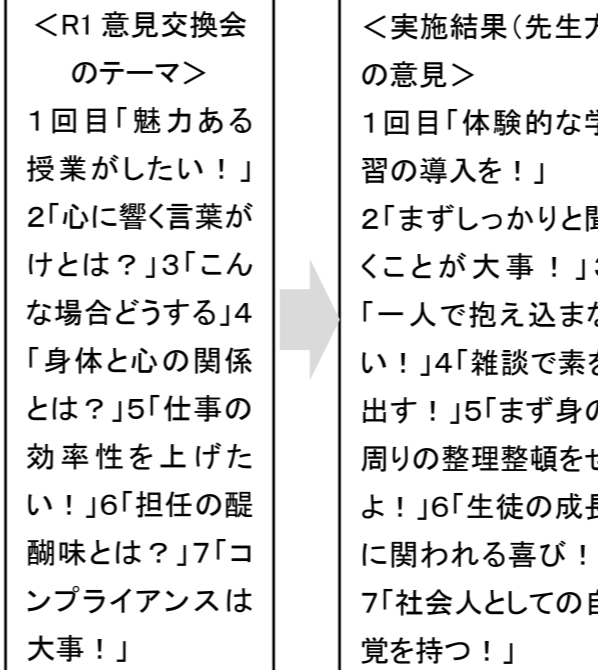 ＜R1 意見交換会
のテーマ＞
1回目「魅力ある
授業がしたい！」
2「心に響く言葉が
けとは？」3「こん
な場合どうする」4
「身体と心の関係
とは？」5「仕事の
効率性を上げた
い！」6「担任の醍
醐味とは？」7「コ
ンプライアンスは
大事！」
＜実施結果（先生
の意見＞
1回目「体験的な
習の導入を！」
2「まずしっかりと
くことが大事！」
「一人で抱え込ま
い！」4「雑談で素
出す！」5「まず身
周りの整理整頓を
よ！」6「生徒の成
に関われる喜び！
7「社会人としての
覚を持つ！」